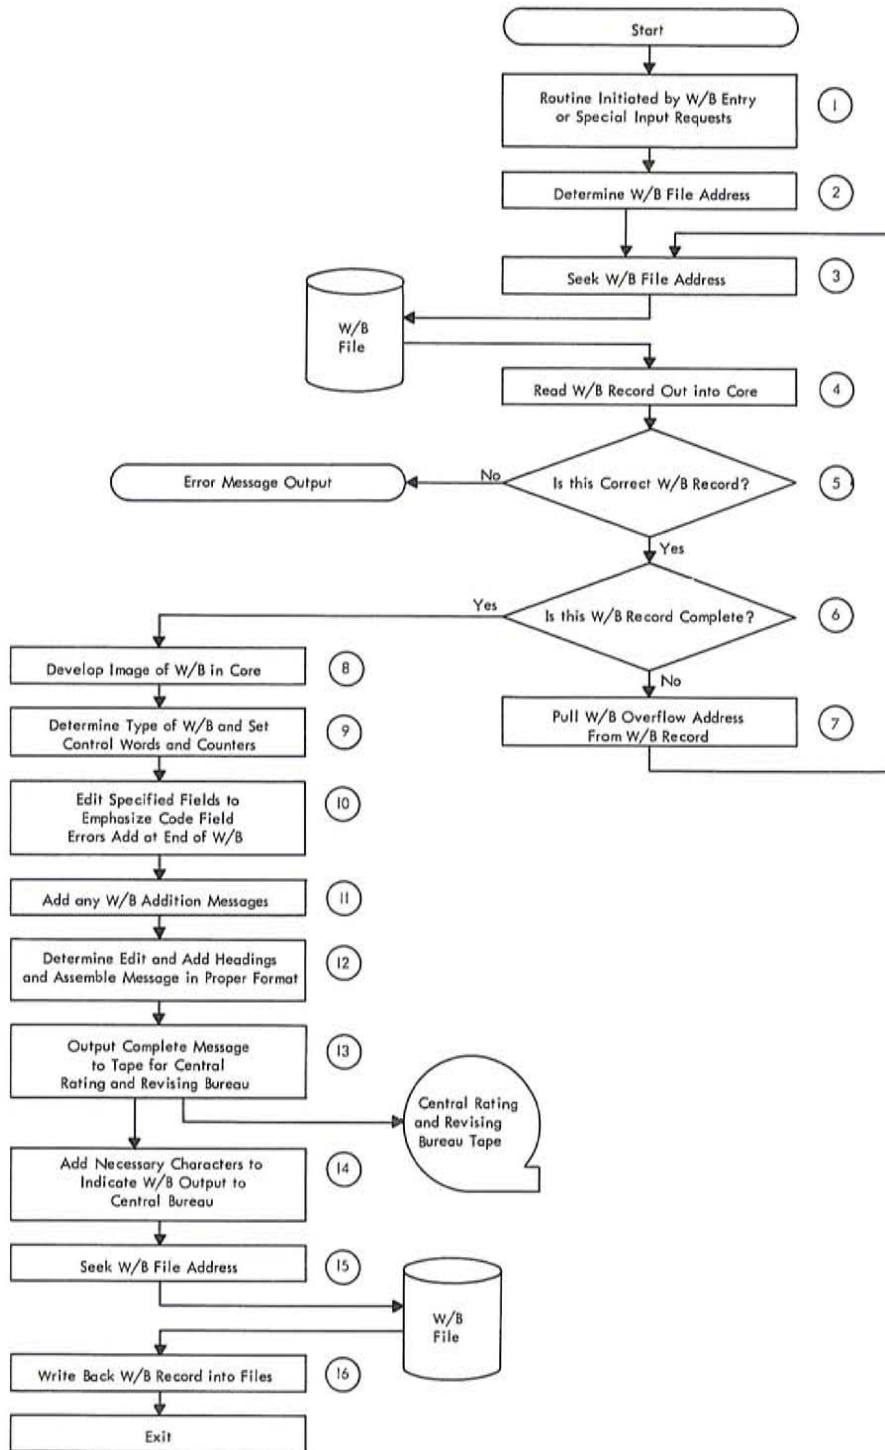 Start
Routine Initiated by W/B Entry
or Special Input Requests
1
Determine W/B File Address
2
Seek W/B File Address
3
W/B
File
Read W/B Record Out into Core
4
Error Message Output
No
Is this Correct W/B Record?
5
Yes
Yes
Is this W/B Record Complete?
6
No
Pull W/B Overflow Address
From W/B Record
7
Develop Image of W/B in Core
8
Determine Type of W/B and Set
Control Words and Counters
9
Edit Specified Fields to
Emphasize Code Field
Errors Add at End of W/B
10
Add any W/B Addition Messages
11
Determine Edit and Add Headings
and Assemble Message in Proper Format
12
Output Complete Message
to Tape for Central
Rating and Revising Bureau
13
Central Rating
and Revising
Bureau Tape
Add Necessary Characters to
Indicate W/B Output to
Central Bureau
14
Seek W/B File Address
15
W/B
File
Write Back W/B Record into Files
16
Exit